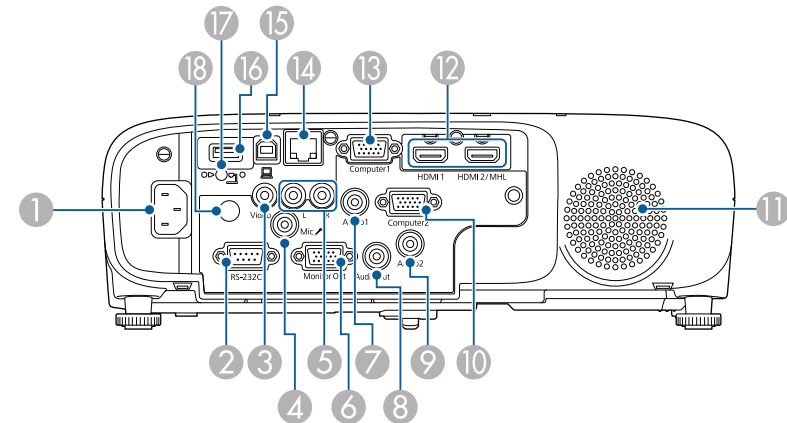 17 15
18 16 14 13 12
Computer1
HDMI 1 HDMI 2/MHL
1
L R
Computer2
11
Mic
RS-232C Monitor Out
2 3 5 7 9 10
4 6 8